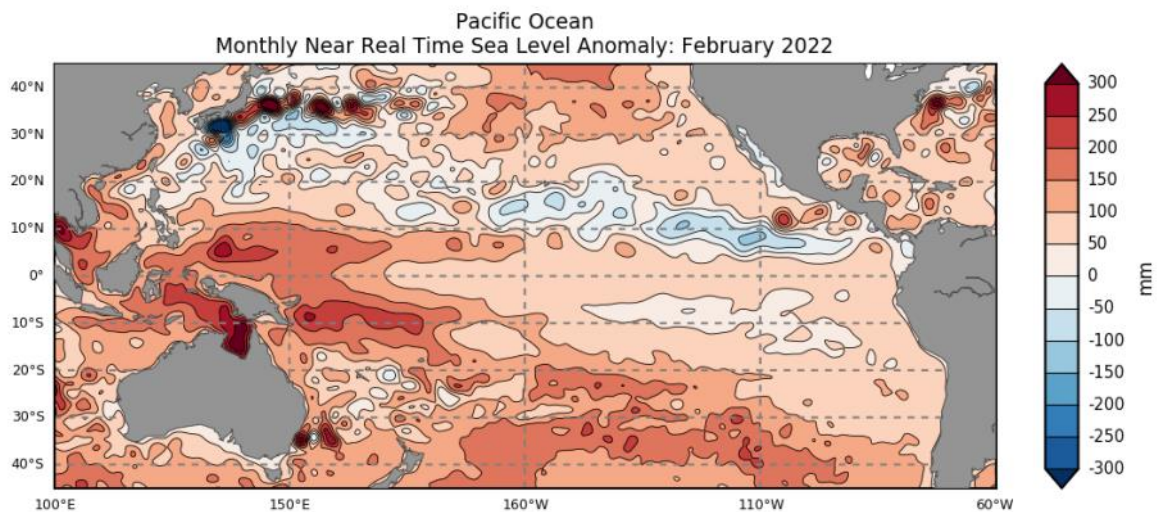 Pacific Ocean
Monthly Near Real Time Sea Level Anomaly: February 2022
40°N
30°N
20°N
10°N
0°
10°S
20°S
30°S
40°S
100°E
150°E
160°W
110°W
60°W
300
250
200
150
100
50
0
-50
-100
-150
-200
-250
-300
mm